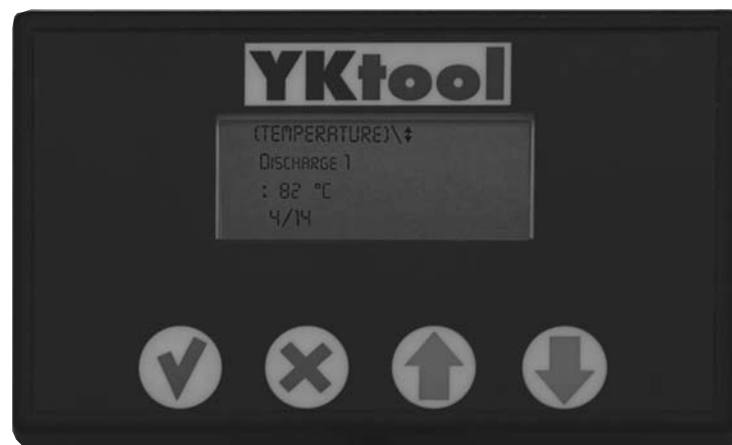 YKtool
(TEMPERATURE)\↕
DISCHARGE 1
: 82 °C
4/14